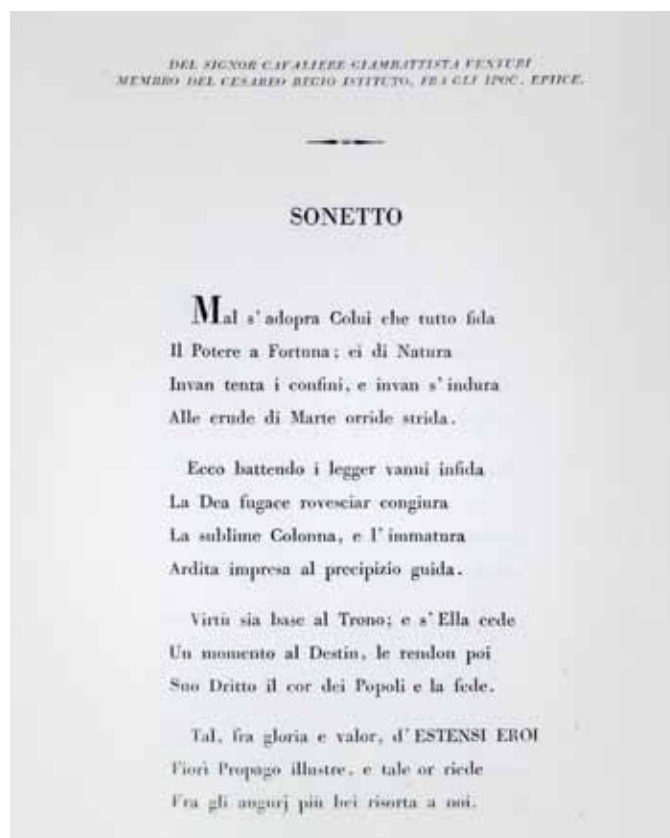 DEL SIGNOR CAVALIERE GIAMBATTISTA VENTURI
MEMBRO DEL CESAREO REGIO ISTITUTO, FRA GLI IPOC. EPIICE.
SONETTO
Mal s'adopra Colui che tutto fida
Il Potere a Fortuna; ei di Natura
Invan tenta i confini, e invan s'indura
Alle crude di Marte orride strida.
Ecco battendo i legger vanni infida
La Dea fugace rovesciar congiura
La sublime Colonna, e l'immatura
Ardita impresa al precipizio guida.
Virtù sia base al Trono; e s'Ella cede
Un momento al Destin, le rendon poi
Suo Dritto il cor dei Popoli e la fede.
Tal, fra gloria e valor, d'ESTENSI EROI
Fiorì Propago illustre, e tale or riede
Fra gli augurj più bei risorta a noi.